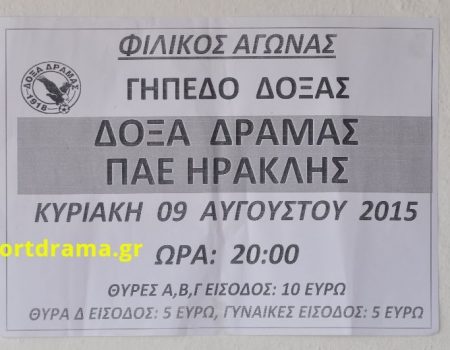 ΦΙΛΙΚΟΣ ΑΓΩΝΑΣ
ΔΟΞΑ ΔΡΑΜΑΣ
1918
ΓΗΠΕΔΟ ΔΟΞΑΣ
ΔΟΞΑ ΔΡΑΜΑΣ
ΠΑΕ ΗΡΑΚΛΗΣ
ΚΥΡΙΑΚΗ 09 ΑΥΓΟΥΣΤΟΥ 2015
ortdrama.gr
ΩΡΑ: 20:00
ΘΥΡΕΣ Α,Β,Γ ΕΙΣΟΔΟΣ: 10 ΕΥΡΩ
ΘΥΡΑ Δ ΕΙΣΟΔΟΣ: 5 ΕΥΡΩ, ΓΥΝΑΙΚΕΣ ΕΙΣΟΔΟΣ: 5 ΕΥΡΩ